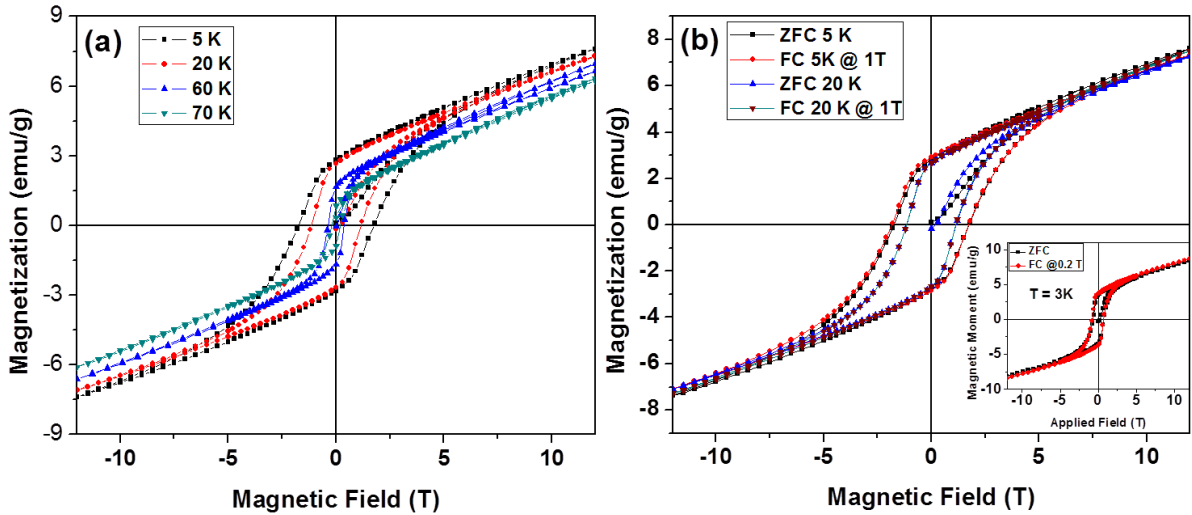 (a)
5 K
20 K
60 K
70 K
Magnetization (emu/g)
9
6
3
0
-3
-6
-9
-10
-5
0
5
10
Magnetic Field (T)
(b)
ZFC 5 K
FC 5K @ 1T
ZFC 20 K
FC 20 K @ 1T
Magnetization (emu/g)
8
6
4
2
0
-2
-4
-6
-8
-10
-5
0
5
10
Magnetic Field (T)
ZFC
FC @0.2 T
T = 3K
Magnetic Moment (emu/g)
10
5
0
-5
-10
-10
-5
0
5
10
Applied Field (T)